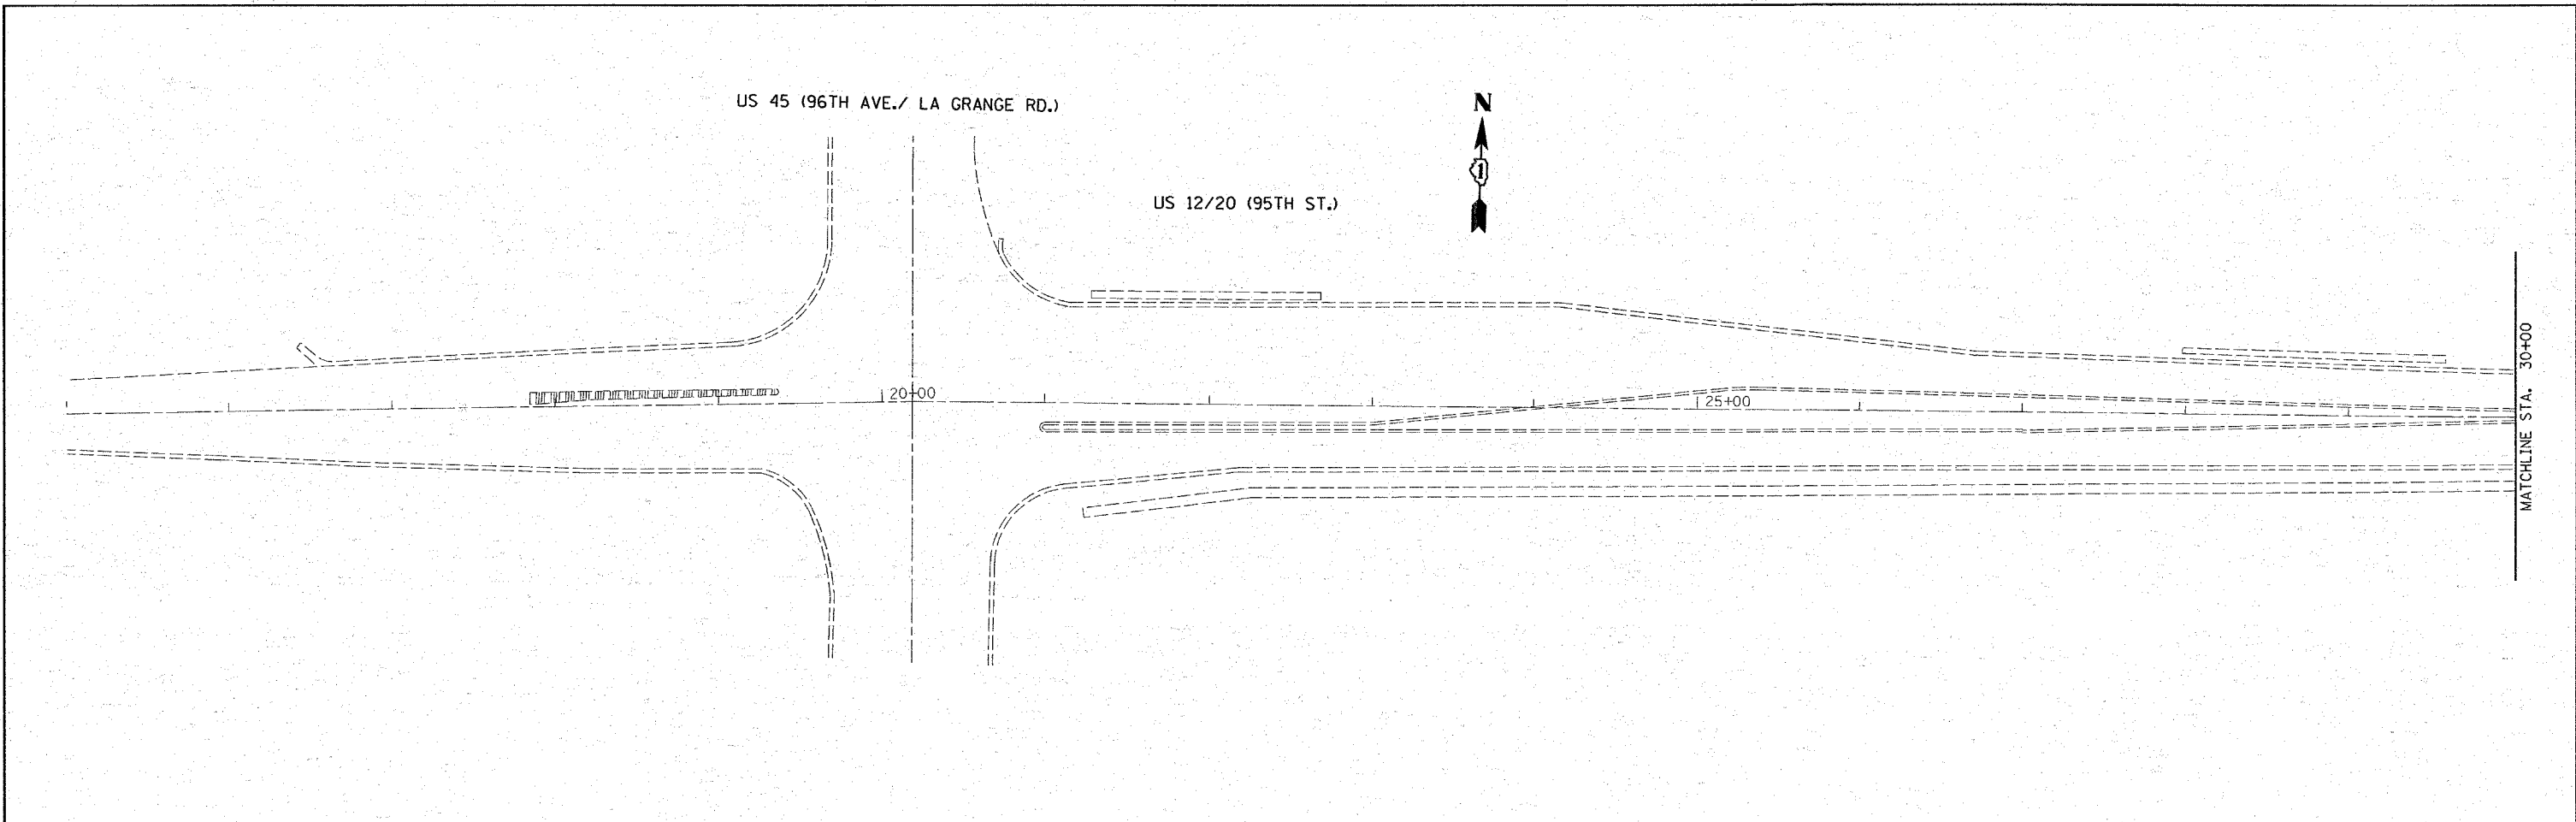 US 45 (96TH AVE./ LA GRANGE RD.)
N
1
US 12/20 (95TH ST.)
20+00
25+00
MATCHLINE STA. 30+00